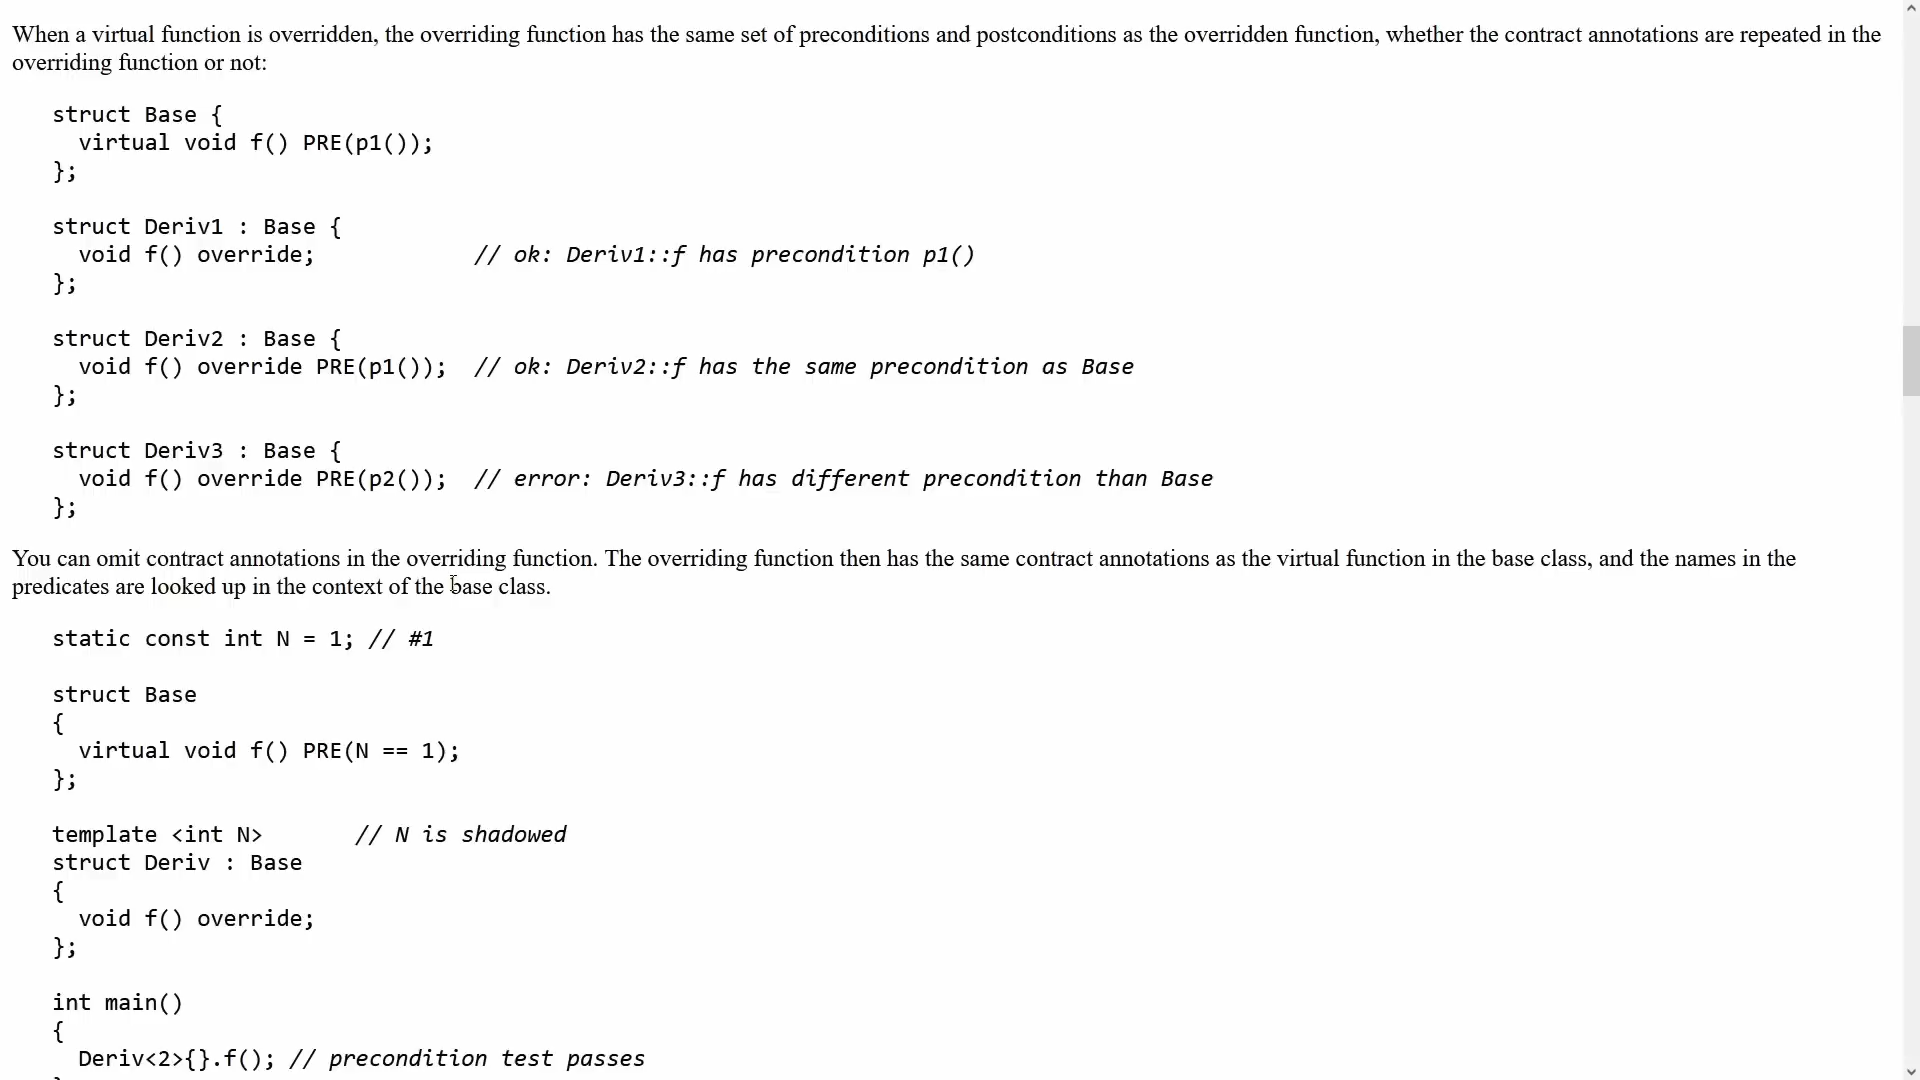 When a virtual function is overridden, the overriding function has the same set of preconditions and postconditions as the overridden function, whether the contract annotations are repeated in the
overriding function or not:
struct Base {
  virtual void f() PRE(p1());
};
struct Deriv1 : Base {
  void f() override;            // ok: Deriv1::f has precondition p1()
};
struct Deriv2 : Base {
  void f() override PRE(p1());  // ok: Deriv2::f has the same precondition as Base
};
struct Deriv3 : Base {
  void f() override PRE(p2());  // error: Deriv3::f has different precondition than Base
};
You can omit contract annotations in the overriding function. The overriding function then has the same contract annotations as the virtual function in the base class, and the names in the
predicates are looked up in the context of the base class.
static const int N = 1; // #1
struct Base
{
  virtual void f() PRE(N == 1);
};
template <int N>       // N is shadowed
struct Deriv : Base
{
  void f() override;
};
int main()
{
  Deriv<2>{}.f(); // precondition test passes